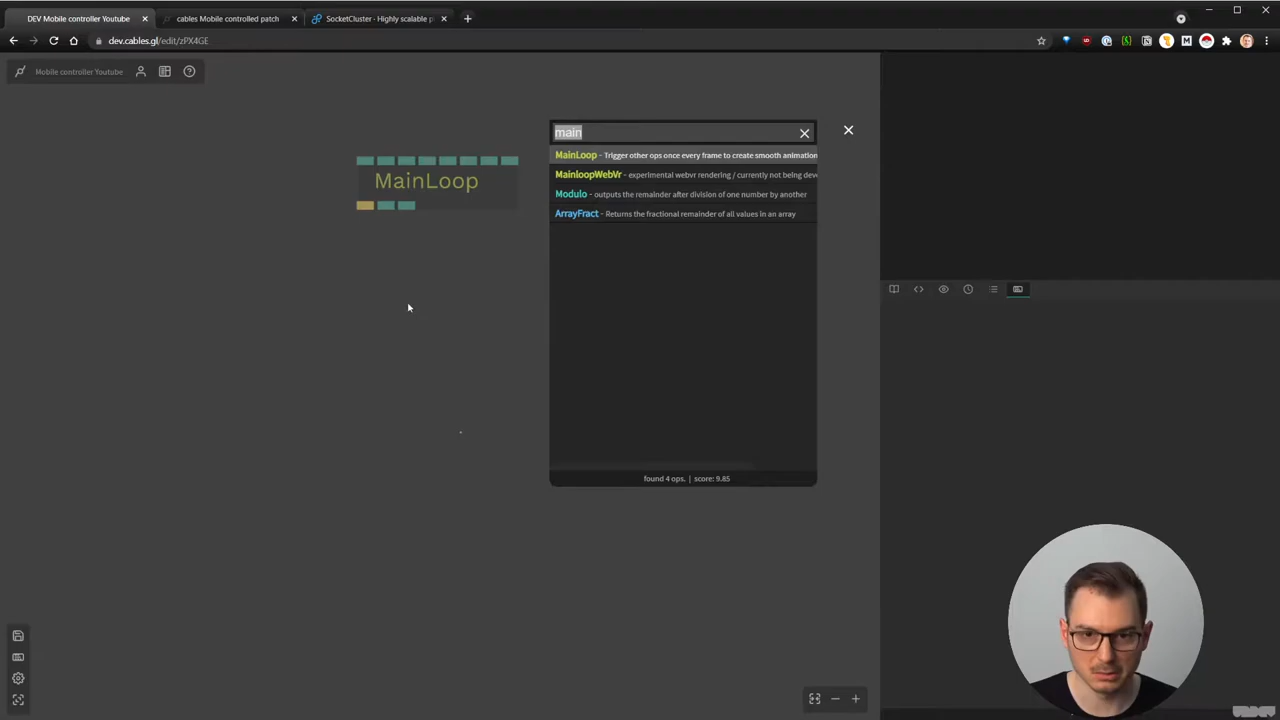 DEV Mobile controller Youtube
cables Mobile controlled patch
SocketCluster - Highly scalable p
dev.cables.gl/edit/zPX4GE
Mobile controller Youtube
MainLoop
main
MainLoop - Trigger other ops once every frame to create smooth animation
MainloopWebVr - experimental webvr rendering / currently not being deve
Modulo - outputs the remainder after division of one number by another
ArrayFract - Returns the fractional remainder of all values in an array
found 4 ops. | score: 9.85